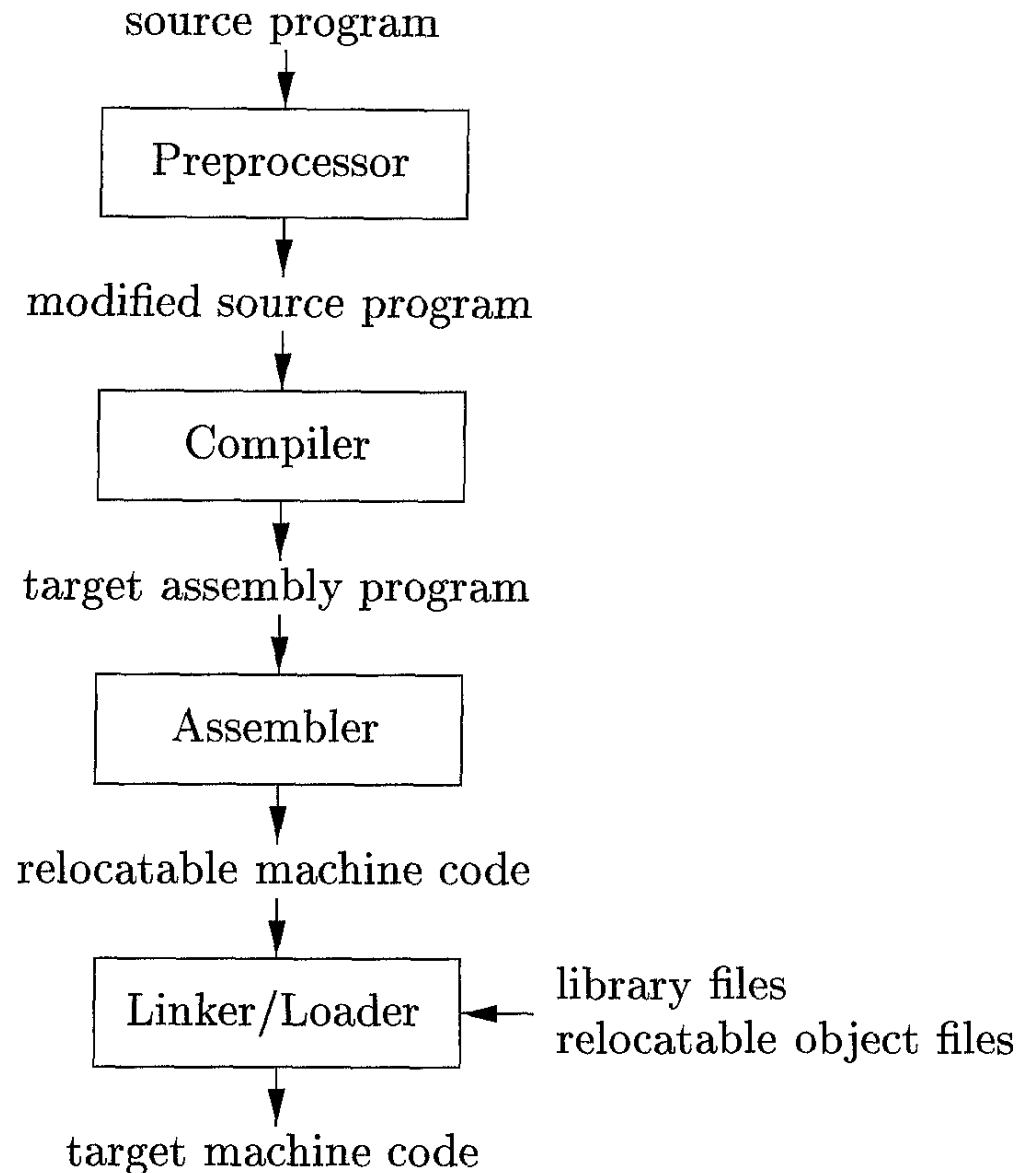 source program
Preprocessor
modified source program
Compiler
target assembly program
Assembler
relocatable machine code
Linker/Loader
library files
relocatable object files
target machine code